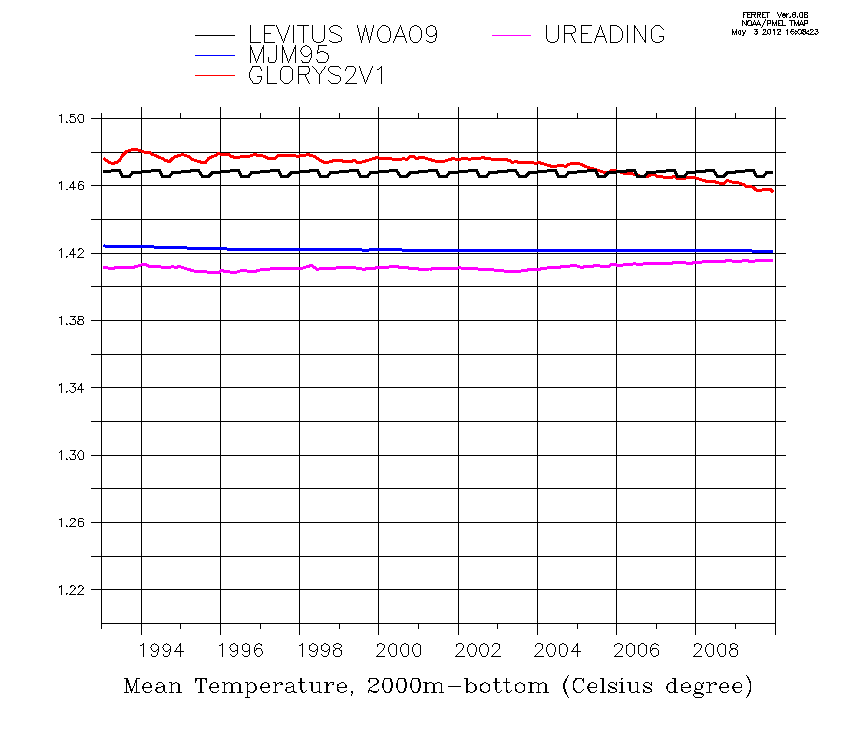 FERRET Ver.6.08
NOAA/PMEL TMAP
May 3 2012 16:08:23
LEVITUS WOA09
UREADING
MJM95
GLORYS2V1
1.50
1.46
1.42
1.38
1.34
1.30
1.26
1.22
1994 1996 1998 2000 2002 2004 2006 2008
Mean Temperature, 2000m-bottom (Celsius degree)